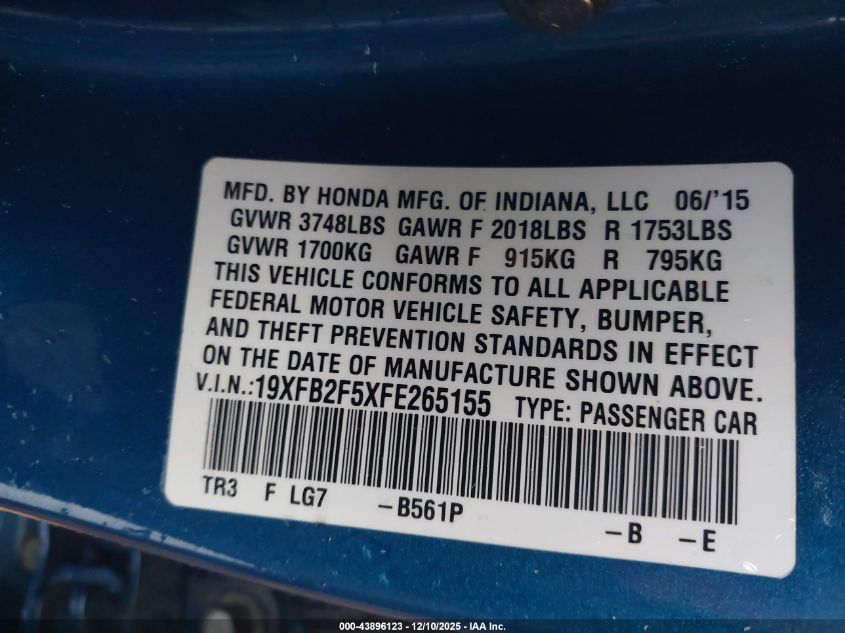 MFD. BY HONDA MFG. OF INDIANA, LLC 06/'15
GVWR 3748LBS GAWR F 2018LBS R 1753LBS
GVWR 1700KG GAWR F 915KG R 795KG
THIS VEHICLE CONFORMS TO ALL APPLICABLE
FEDERAL MOTOR VEHICLE SAFETY, BUMPER,
AND THEFT PREVENTION STANDARDS IN EFFECT
ON THE DATE OF MANUFACTURE SHOWN ABOVE.
V.I.N.:19XFB2F5XFE265155 TYPE: PASSENGER CAR
TR3 F LG7 -B561P -B -E
000-43896123 - 12/10/2025 - IAA Inc.